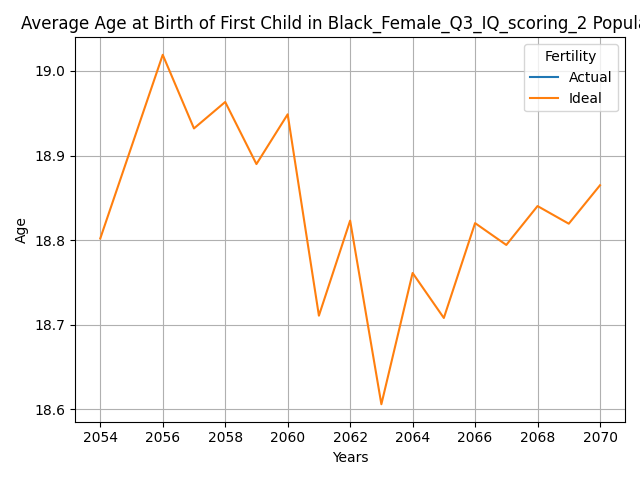 Average Age at Birth of First Child in Black_Female_Q3_IQ_scoring_2
Fertility
Actual
Ideal
19.0
18.9
18.8
18.7
18.6
Age
2054 2056 2058 2060 2062 2064 2066 2068 2070
Years